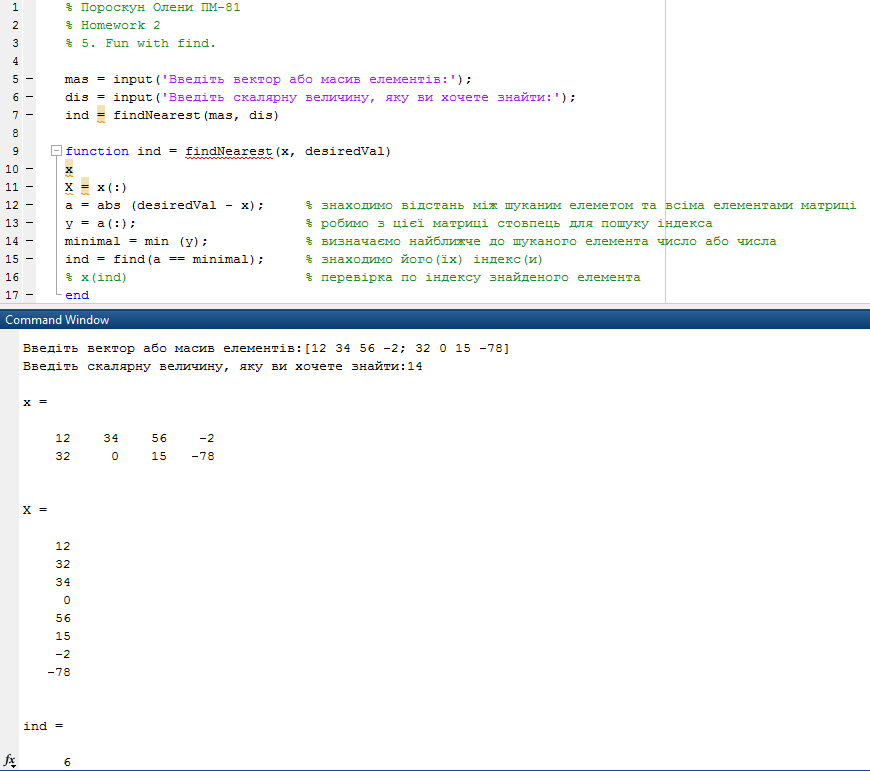 1 % Пороскун Олени ПМ-81
2 % Homework 2
3 % 5. Fun with find.
4
5 – mas = input('Введіть вектор або масив елементів:');
6 – dis = input('Введіть скалярну величину, яку ви хочете знайти:');
7 – ind = findNearest(mas, dis)
8
9 function ind = findNearest(x, desiredVal)
10 – x
11 – X = x(:)
12 – a = abs (desiredVal - x); % знаходимо відстань між шуканим елеметом та всіма елементами матриці
13 – y = a(:); % робимо з цієї матриці стовпець для пошуку індекса
14 – minimal = min (y); % визначаємо найближче до шуканого елемента число або числа
15 – ind = find(a == minimal); % знаходимо його(їх) індекс(и)
16 % x(ind) % перевірка по індексу знайденого елемента
17 – end
Command Window
Введіть вектор або масив елементів:[12 34 56 -2; 32 0 15 -78]
Введіть скалярну величину, яку ви хочете знайти:14
x =
12 34 56 -2
32 0 15 -78
X =
12
32
34
0
56
15
-2
-78
ind =
fx 6